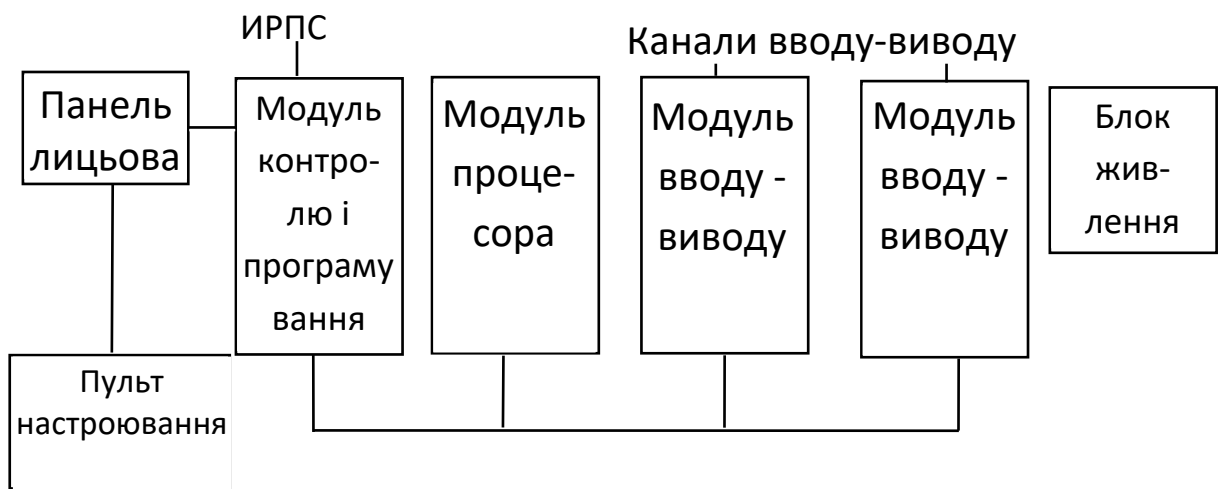 ИРПС
Канали вводу-виводу
Панель
лицьова
Модуль
контро-
лю і
програму
вання
Модуль
проце-
сора
Модуль
вводу -
виводу
Модуль
вводу -
виводу
Блок
жив-
лення
Пульт
настроювання